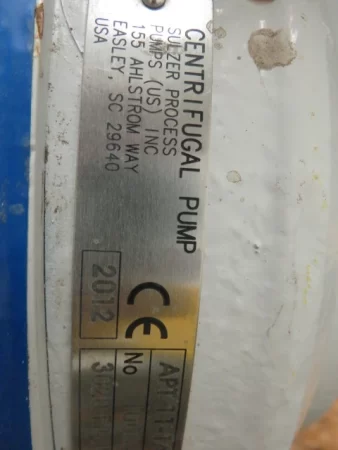 CENTRIFUGAL PUMP
SULZER PROCESS
PUMPS (US) INC
155 AHLSTROM WAY
EASLEY, SC 29640
USA
2012
CE
No